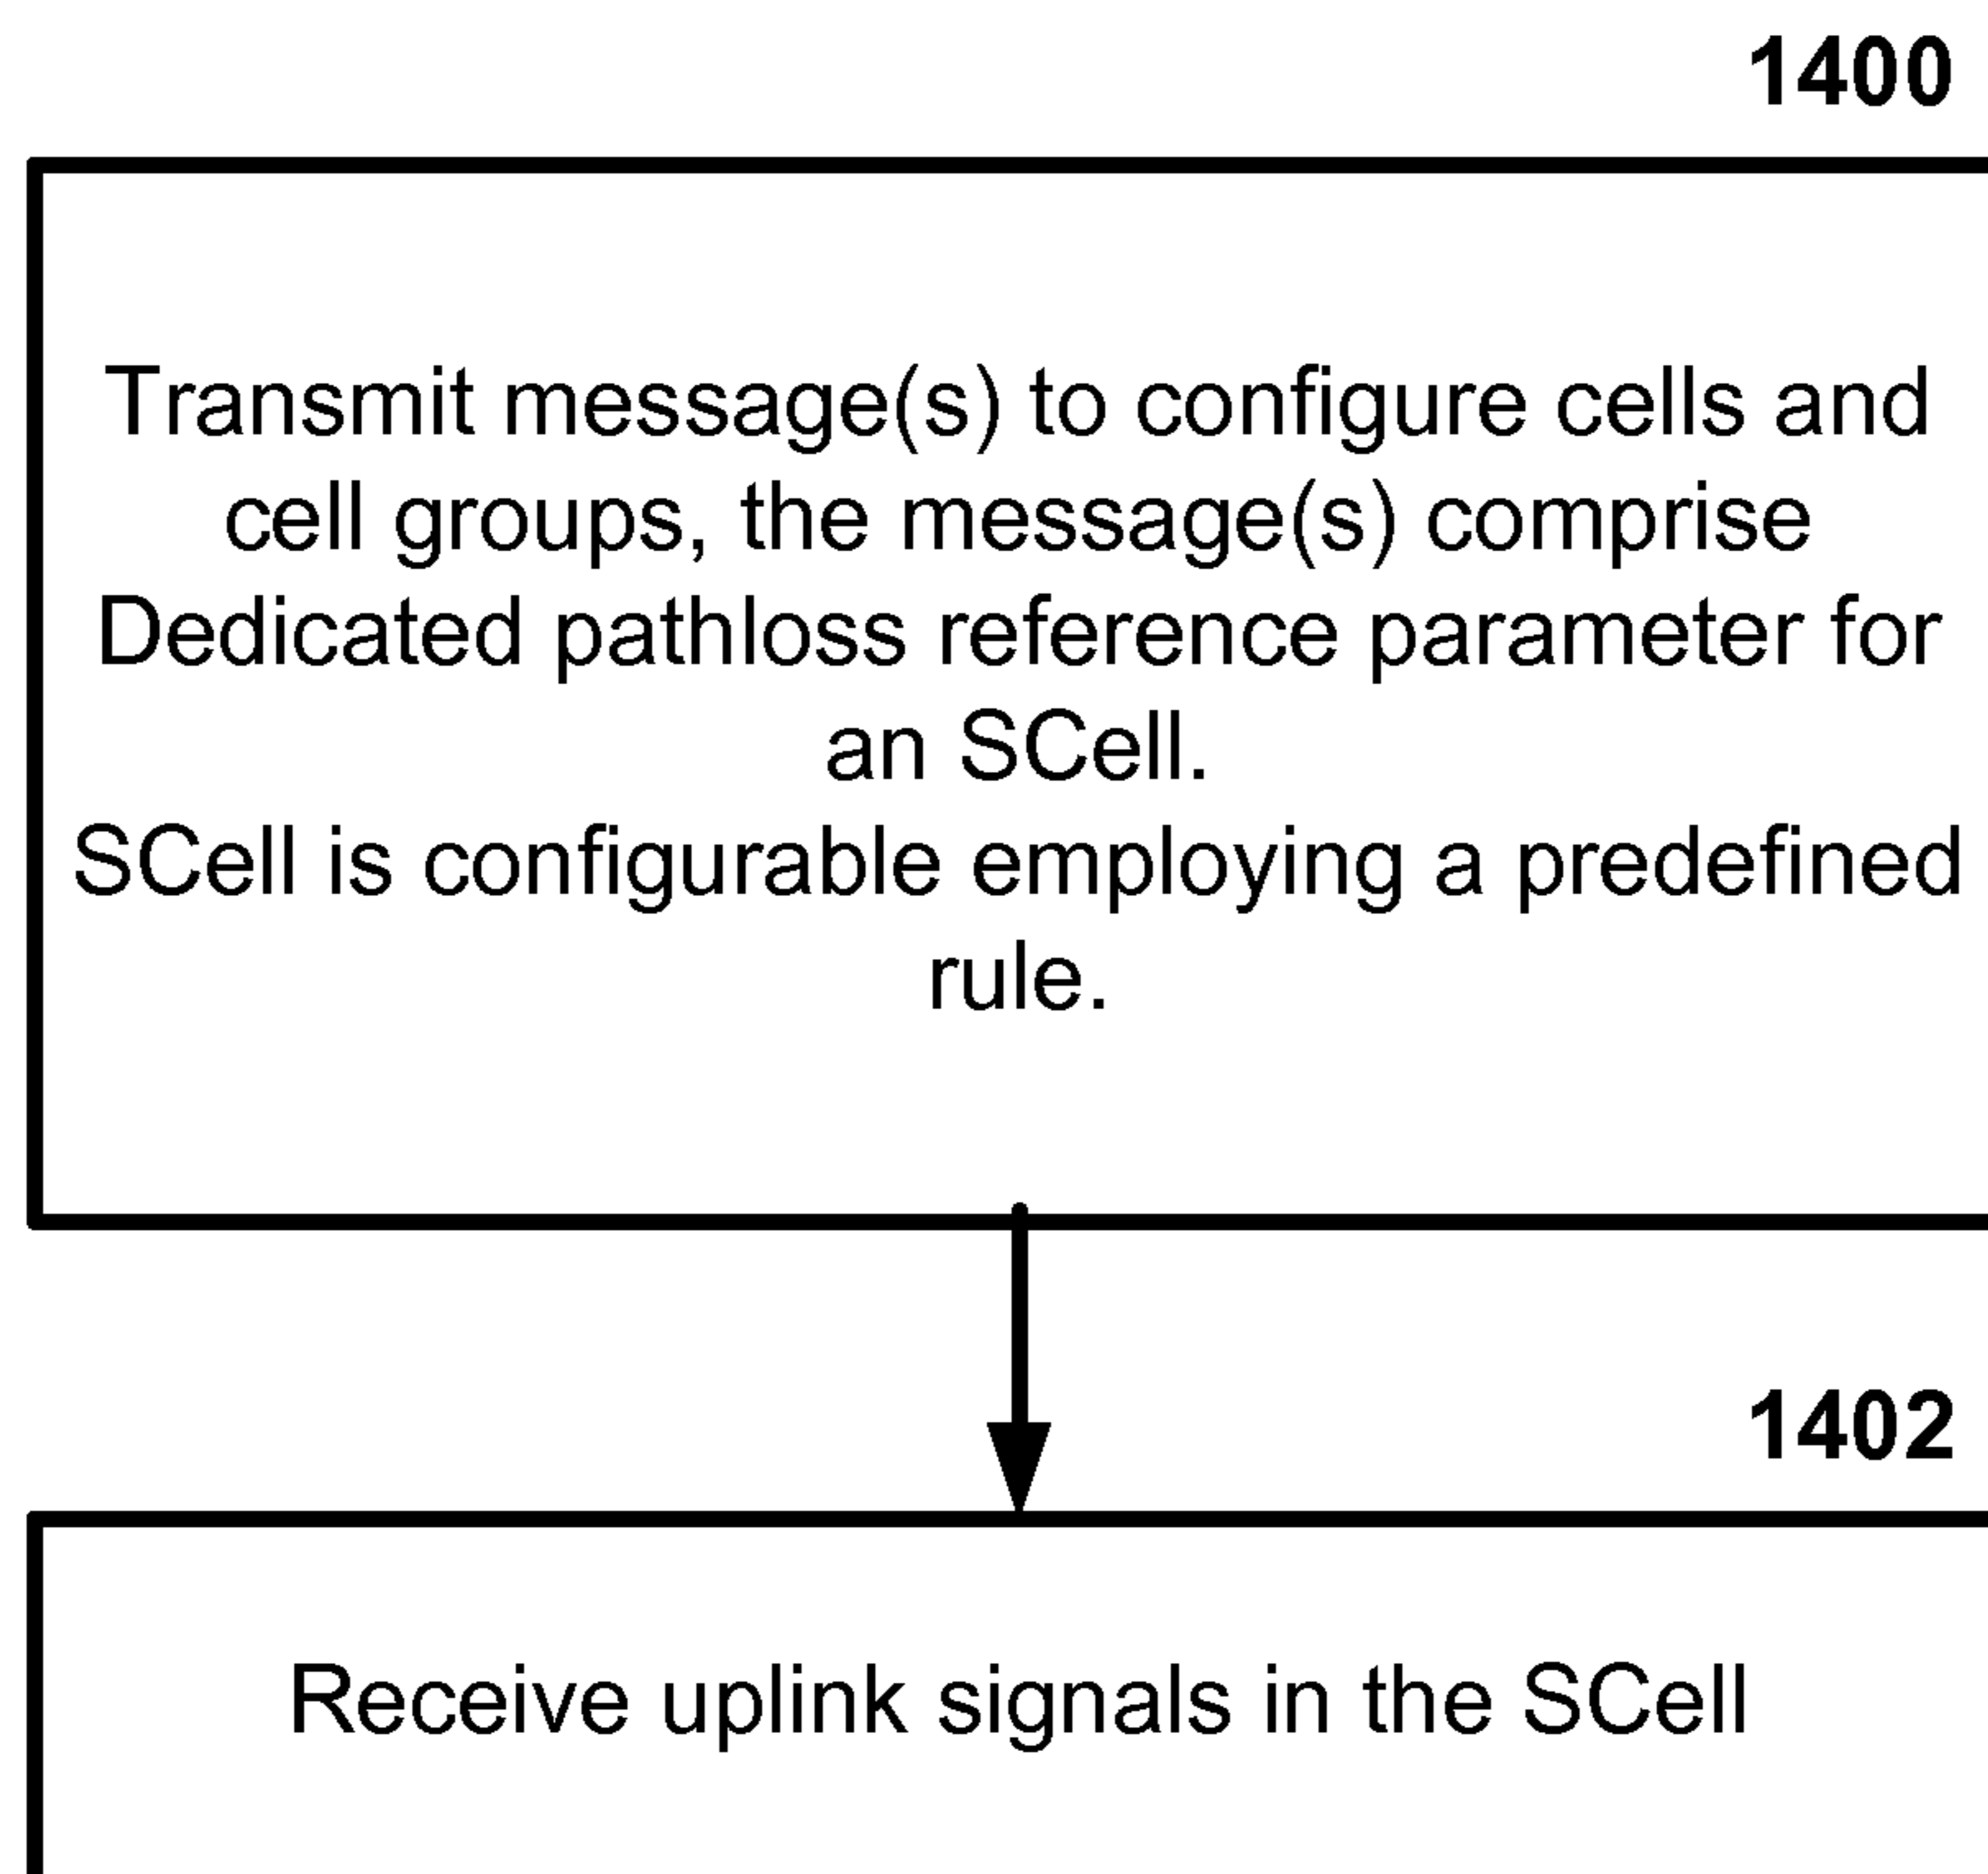 1400
Transmit message(s) to configure cells and
cell groups, the message(s) comprise
Dedicated pathloss reference parameter for
an SCell.
SCell is configurable employing a predefined
rule.
1402
Receive uplink signals in the SCell